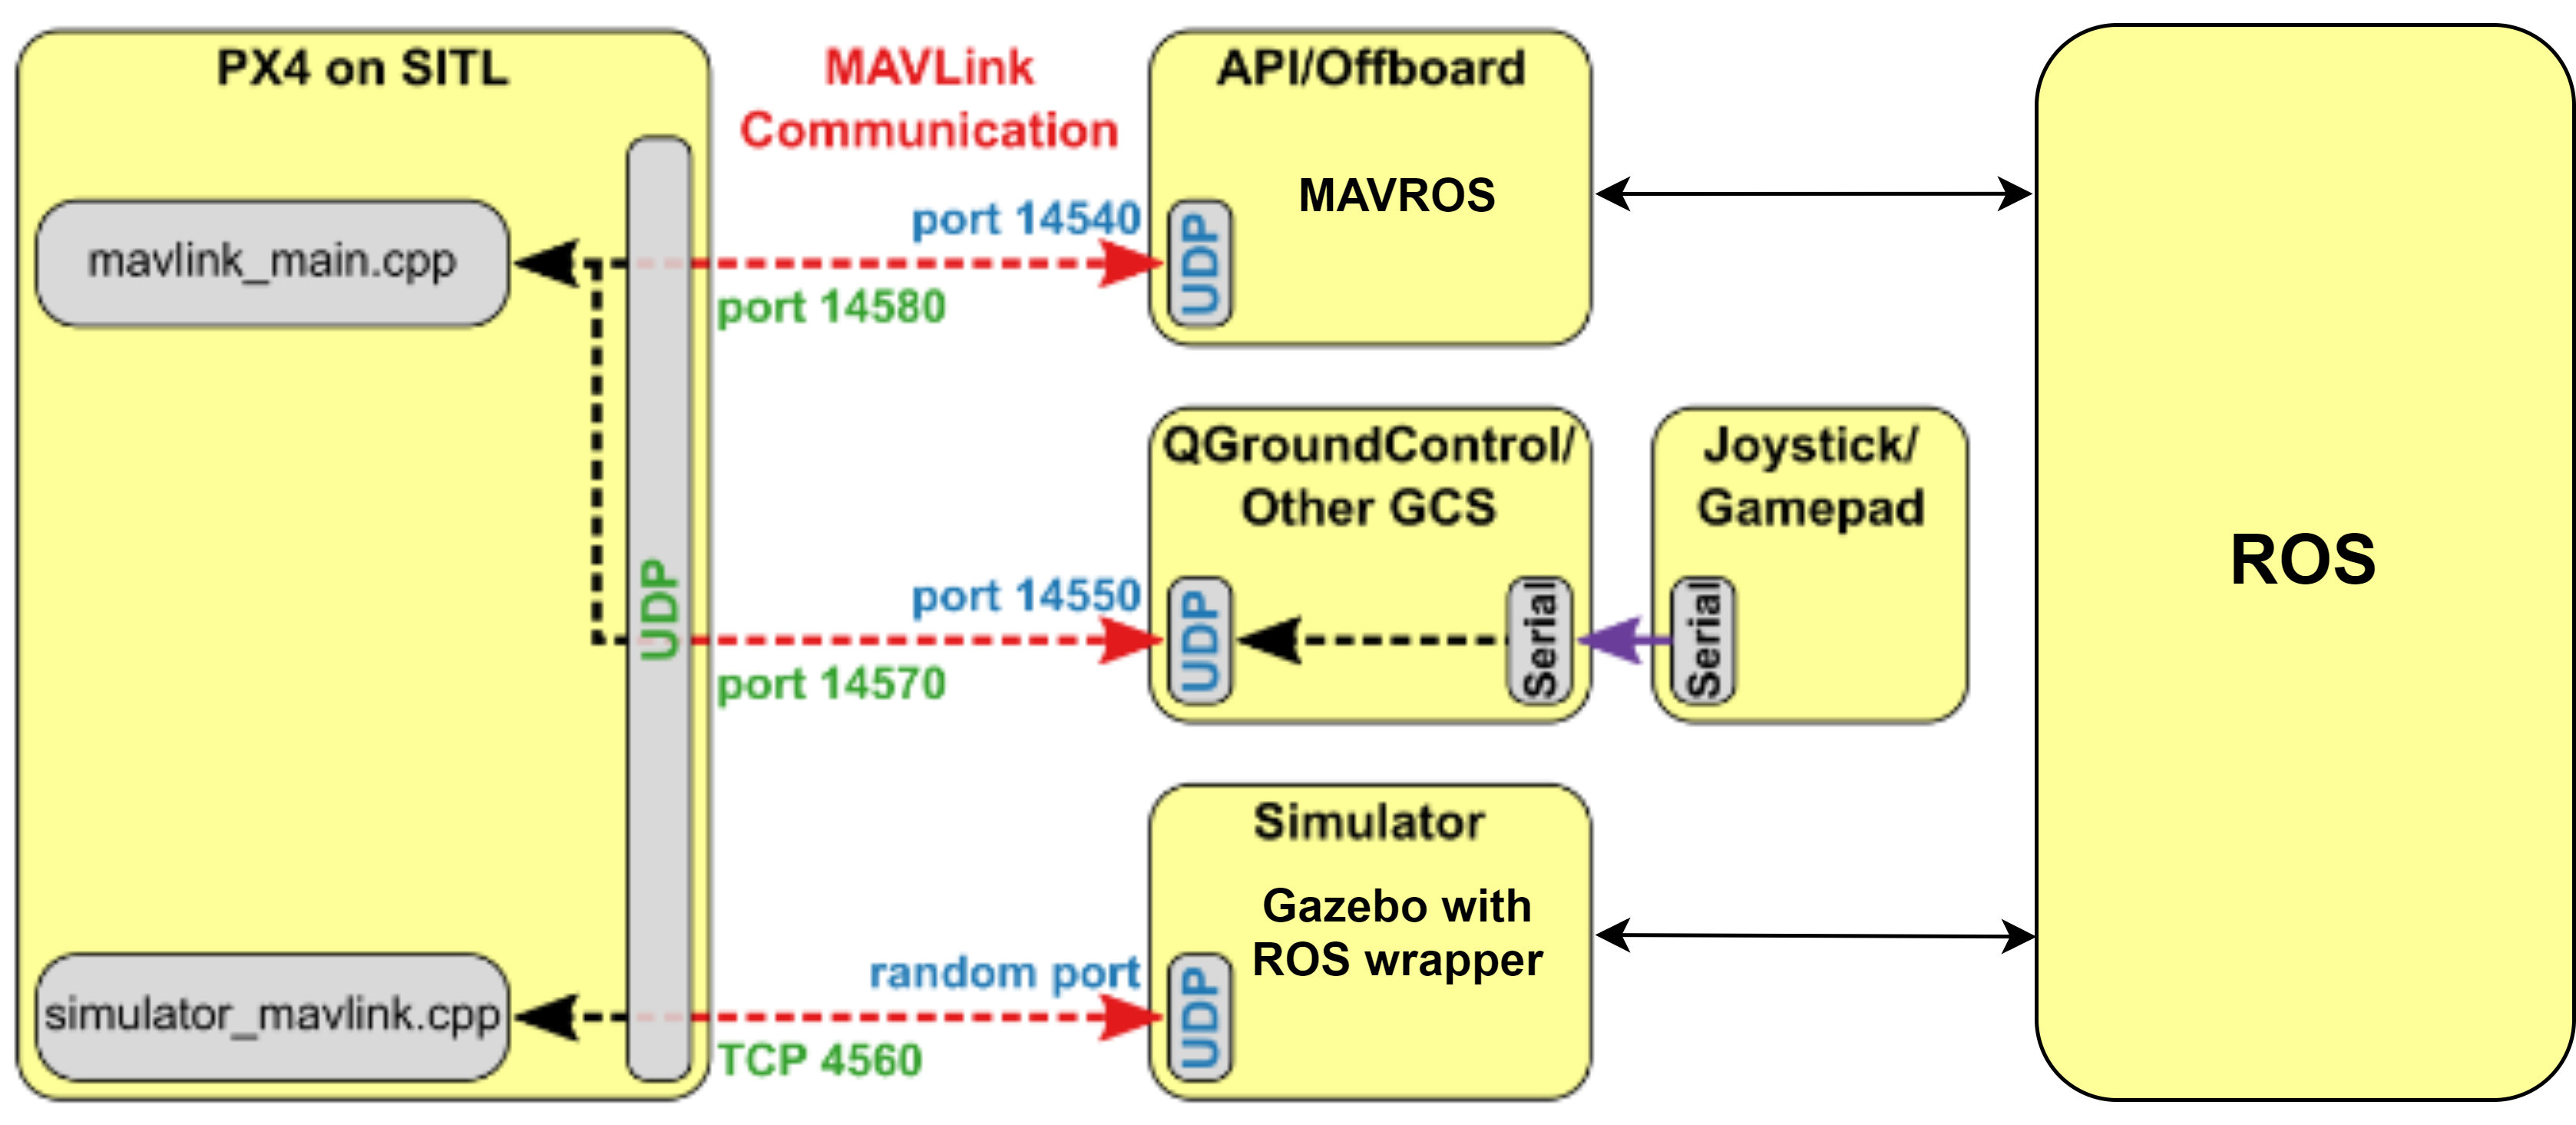 PX4 on SITL
mavlink_main.cpp
simulator_mavlink.cpp
UDP
MAVLink
Communication
port 14540
port 14580
port 14550
port 14570
random port
TCP 4560
API/Offboard
MAVROS
UDP
QGroundControl/
Other GCS
UDP
Serial
Joystick/
Gamepad
Serial
Simulator
Gazebo with
ROS wrapper
UDP
ROS